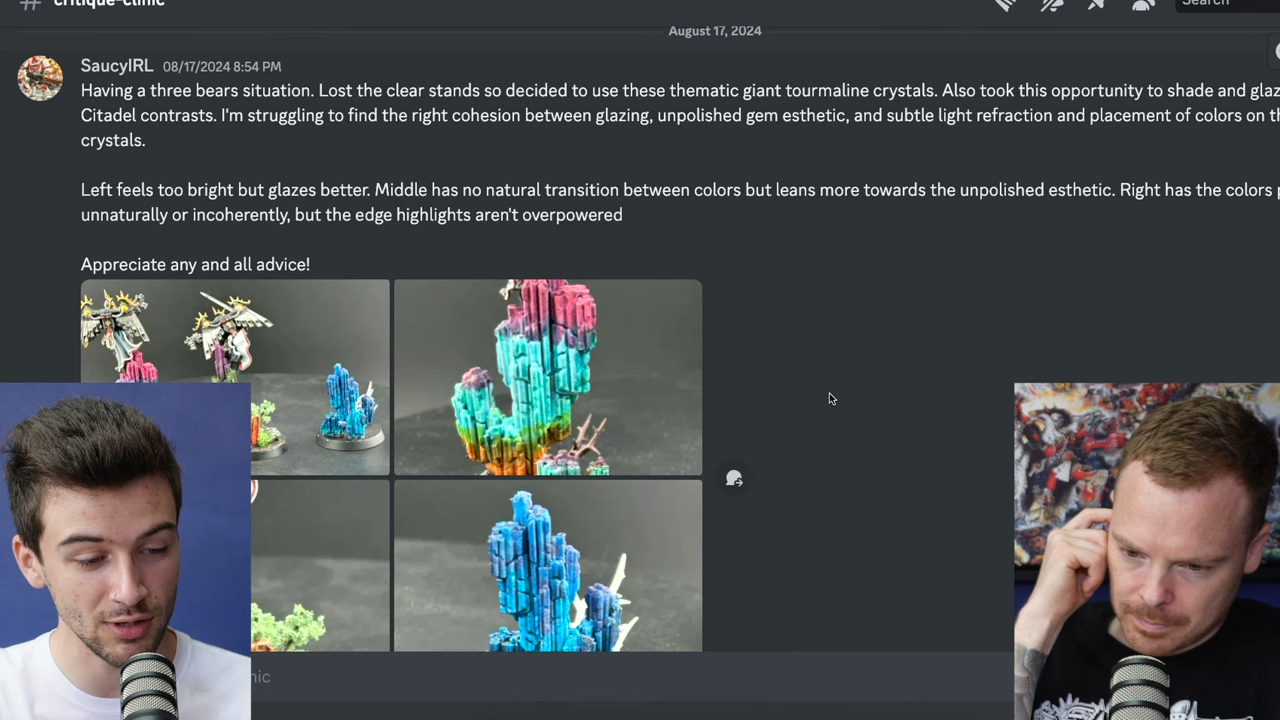 critique-clinic
Search
August 17, 2024
SaucyIRL 08/17/2024 8:54 PM
Having a three bears situation. Lost the clear stands so decided to use these thematic giant tourmaline crystals. Also took this opportunity to shade and glaz
Citadel contrasts. I'm struggling to find the right cohesion between glazing, unpolished gem esthetic, and subtle light refraction and placement of colors on th
crystals.
Left feels too bright but glazes better. Middle has no natural transition between colors but leans more towards the unpolished esthetic. Right has the colors p
unnaturally or incoherently, but the edge highlights aren't overpowered
Appreciate any and all advice!
nic